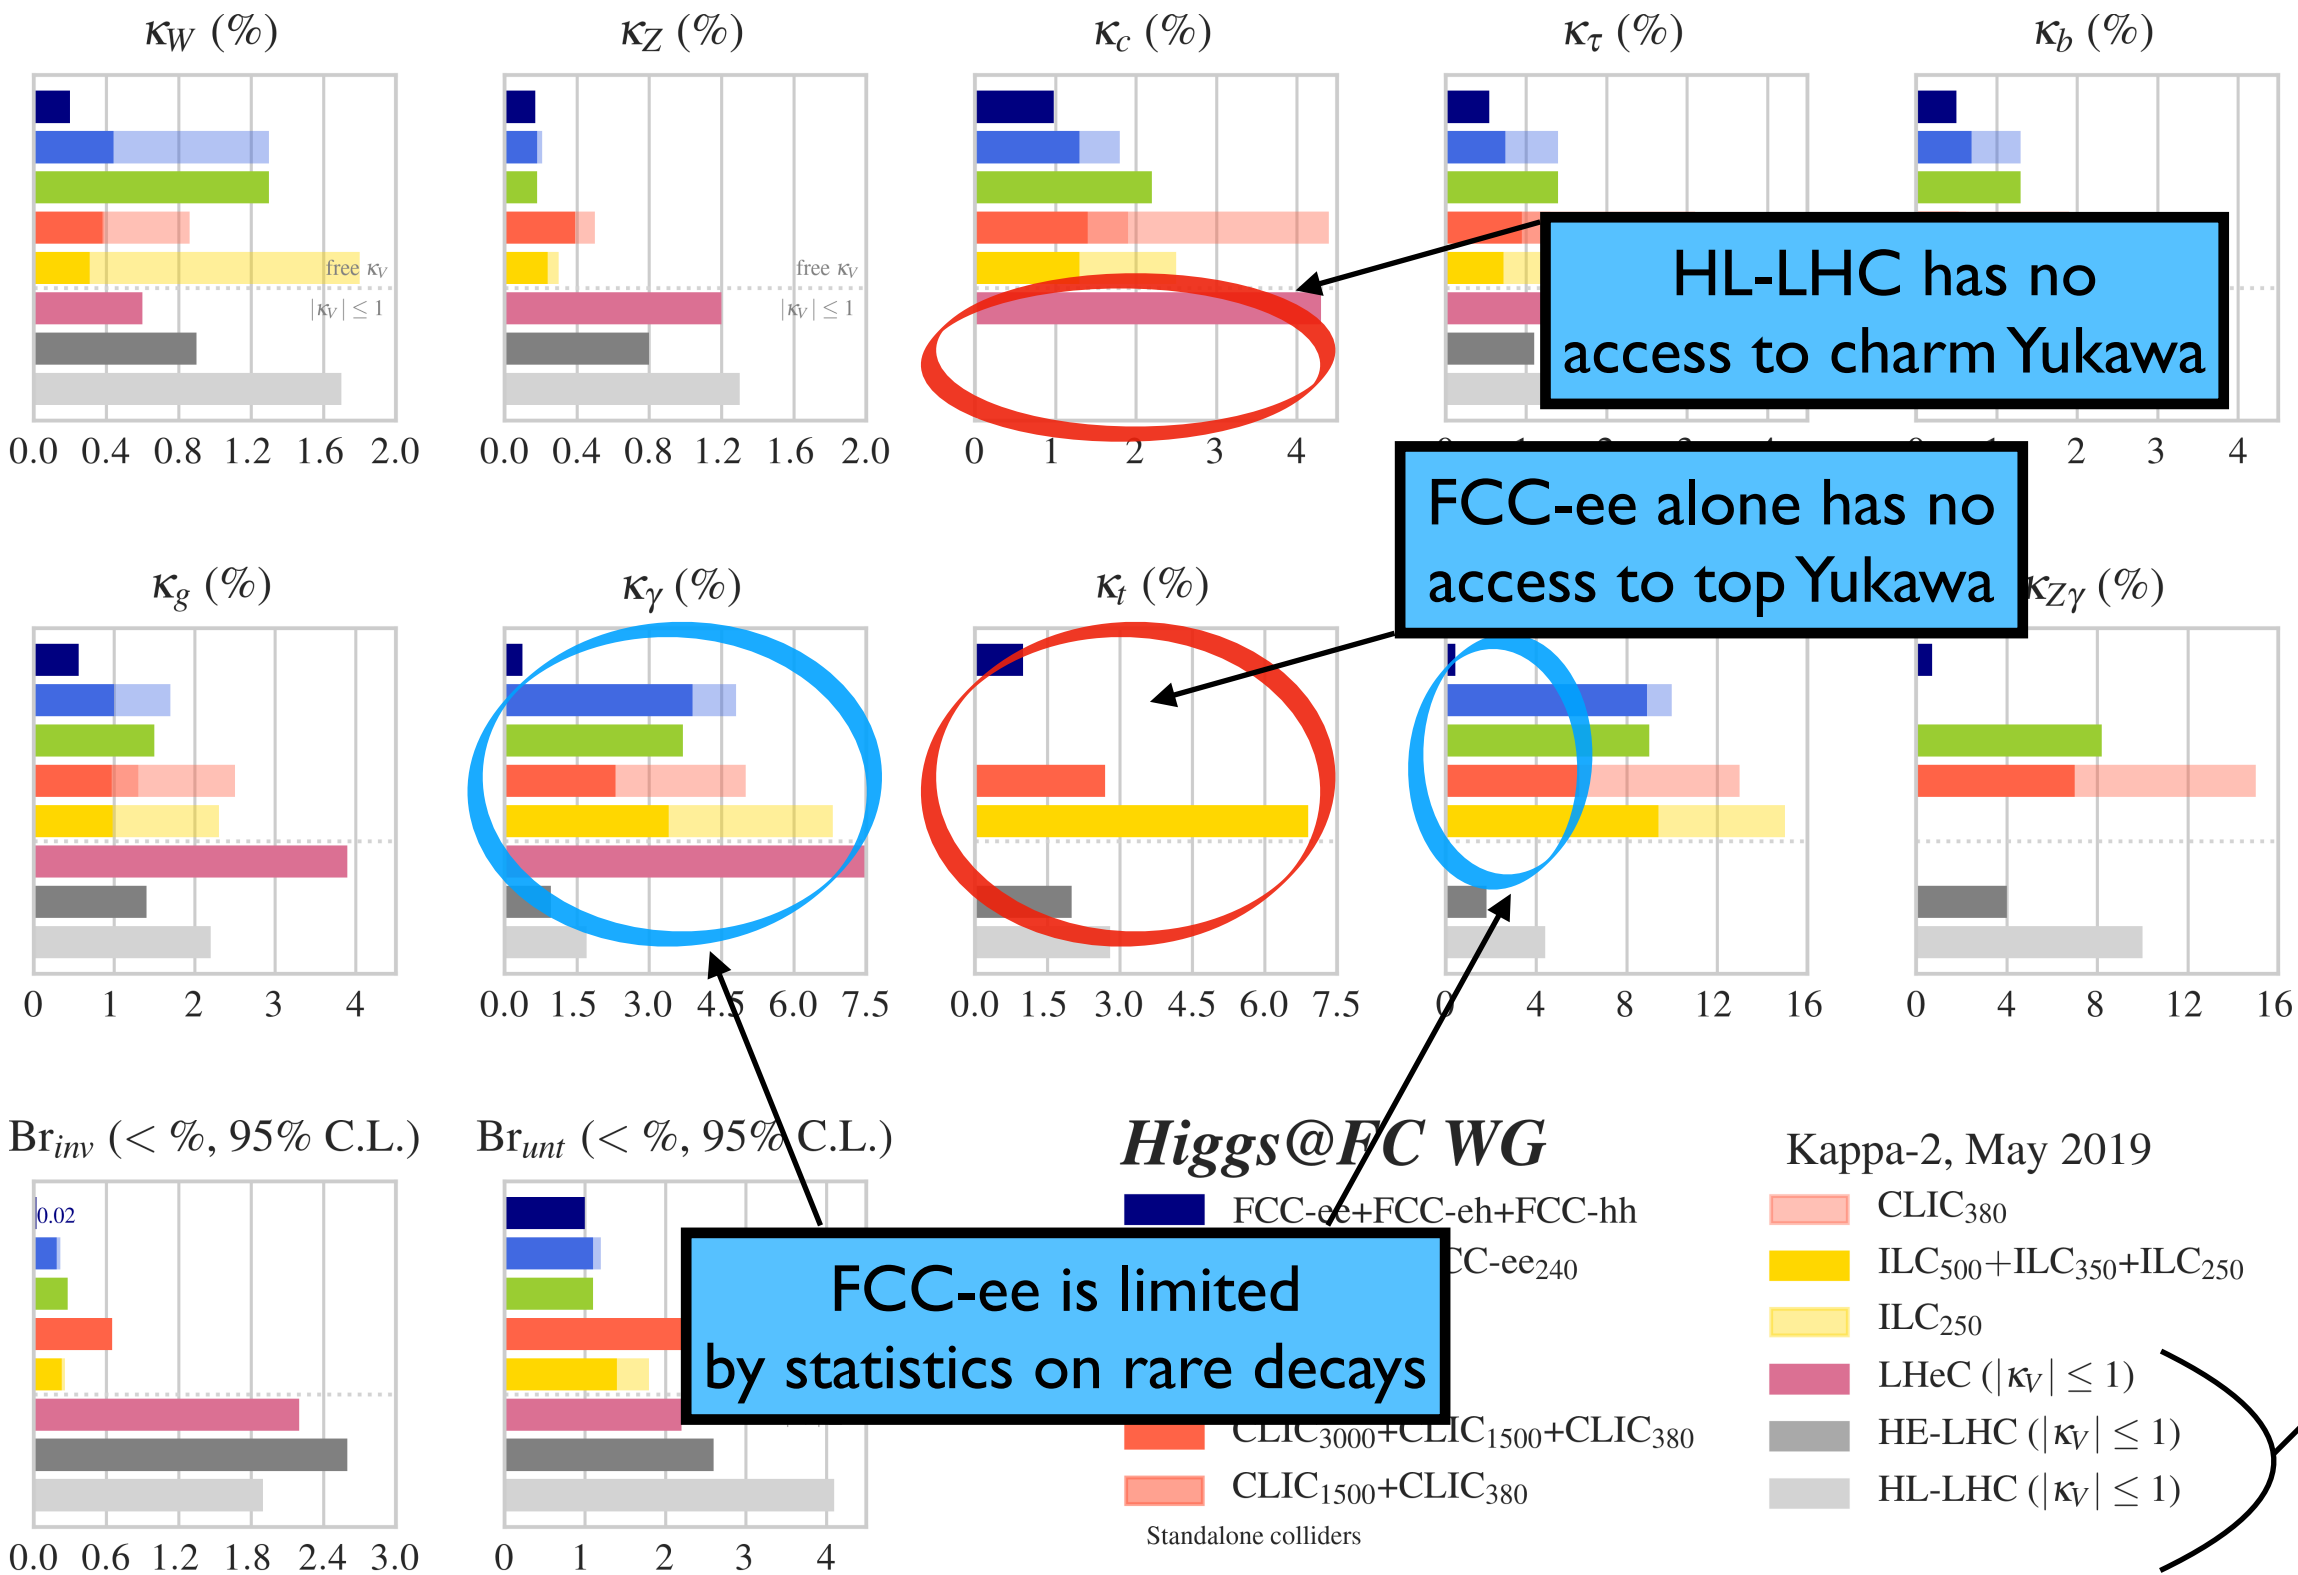 κW (%) κZ (%) κc (%) κτ (%) κb (%)
free κV free κV
|κV| ≤ 1 |κV| ≤ 1
HL-LHC has no
access to charm Yukawa
0.0 0.4 0.8 1.2 1.6 2.0 0.0 0.4 0.8 1.2 1.6 2.0 0 1 2 3 4 2 3 4
FCC-ee alone has no
access to top Yukawa
κg (%) κγ (%) κt (%) κZγ (%)
0 1 2 3 4 0.0 1.5 3.0 4.5 6.0 7.5 0.0 1.5 3.0 4.5 6.0 7.5 0 4 8 12 16 0 4 8 12 16
Brinv (< %, 95% C.L.) Brunt (< %, 95% C.L.)
0.02
0.0 0.6 1.2 1.8 2.4 3.0 0 1 2 3 4
FCC-ee is limited
by statistics on rare decays
Higgs@FC WG
Kappa-2, May 2019
FCC-ee+FCC-eh+FCC-hh
CC-ee240
CLIC3000+CLIC1500+CLIC380
CLIC1500+CLIC380
Standalone colliders
CLIC380
ILC500+ILC350+ILC250
ILC250
LHeC (|κV| ≤ 1)
HE-LHC (|κV| ≤ 1)
HL-LHC (|κV| ≤ 1)